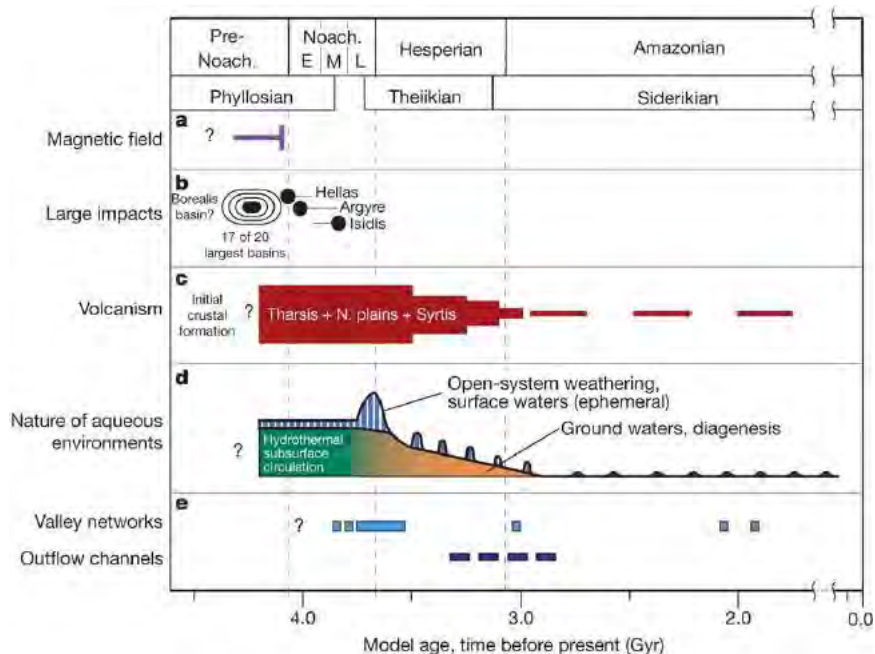 Pre-
Noach.
Noach.
E M L
Hesperian
Amazonian
Phyllosian
Theiikian
Siderikian
a
Magnetic field
?
b
Large impacts
Borealis
basin?
Hellas
Argyre
Isidis
17 of 20
largest basins
c
Volcanism
Initial
crustal
formation
?
Tharsis + N. plains + Syrtis
d
Nature of aqueous
environments
?
Open-system weathering,
surface waters (ephemeral)
Ground waters, diagenesis
Hydrothermal
subsurface
circulation
e
Valley networks
?
Outflow channels
4.0 3.0 2.0 0.0
Model age, time before present (Gyr)